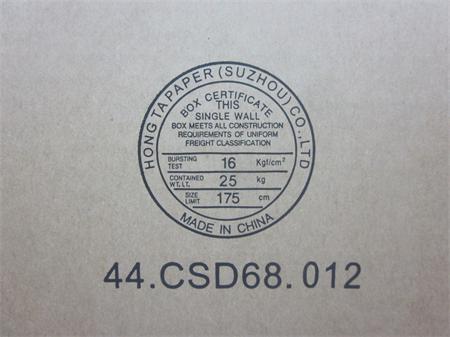 HONG TA PAPER (SUZHOU) CO.,LTD
BOX CERTIFICATE
THIS
SINGLE WALL
BOX MEETS ALL CONSTRUCTION
REQUIREMENTS OF UNIFORM
FREIGHT CLASSIFICATION
BURSTING TEST 16 Kgf/cm²
CONTAINED WT, LT. 25 kg
SIZE LIMIT 175 cm
MADE IN CHINA
44.CSD68.012